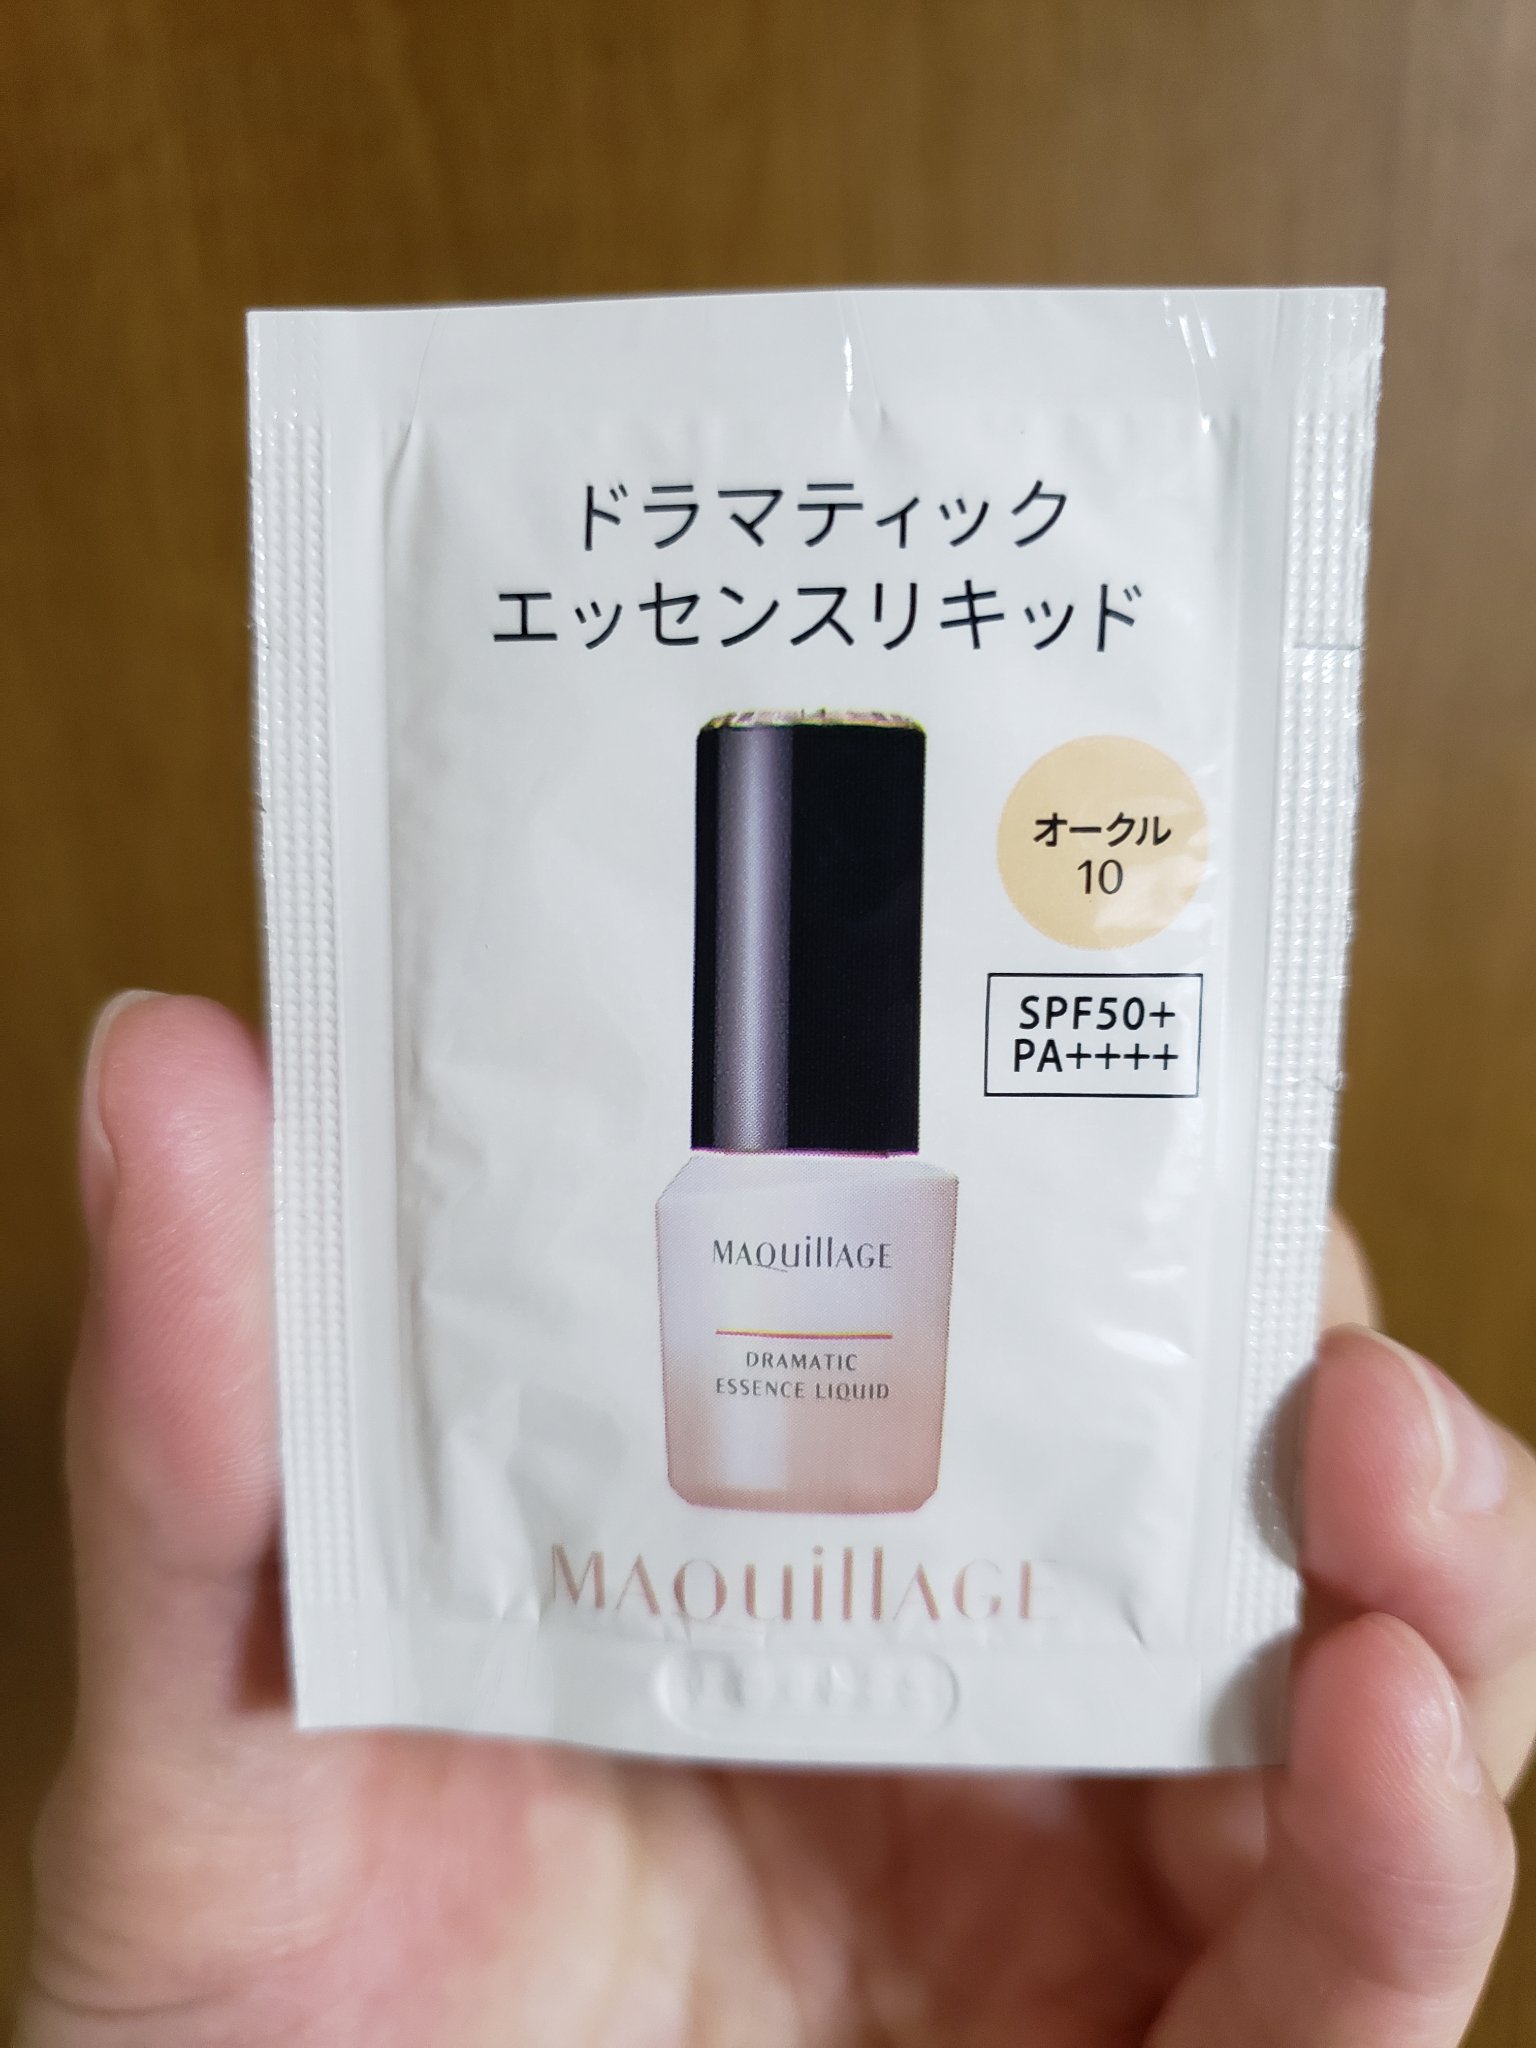 ドラマティック
エッセンスリキッド
オークル
10
SPF50+
PA++++
MAQuillAGE
DRAMATIC
ESSENCE LIQUID
MAQuillAGE